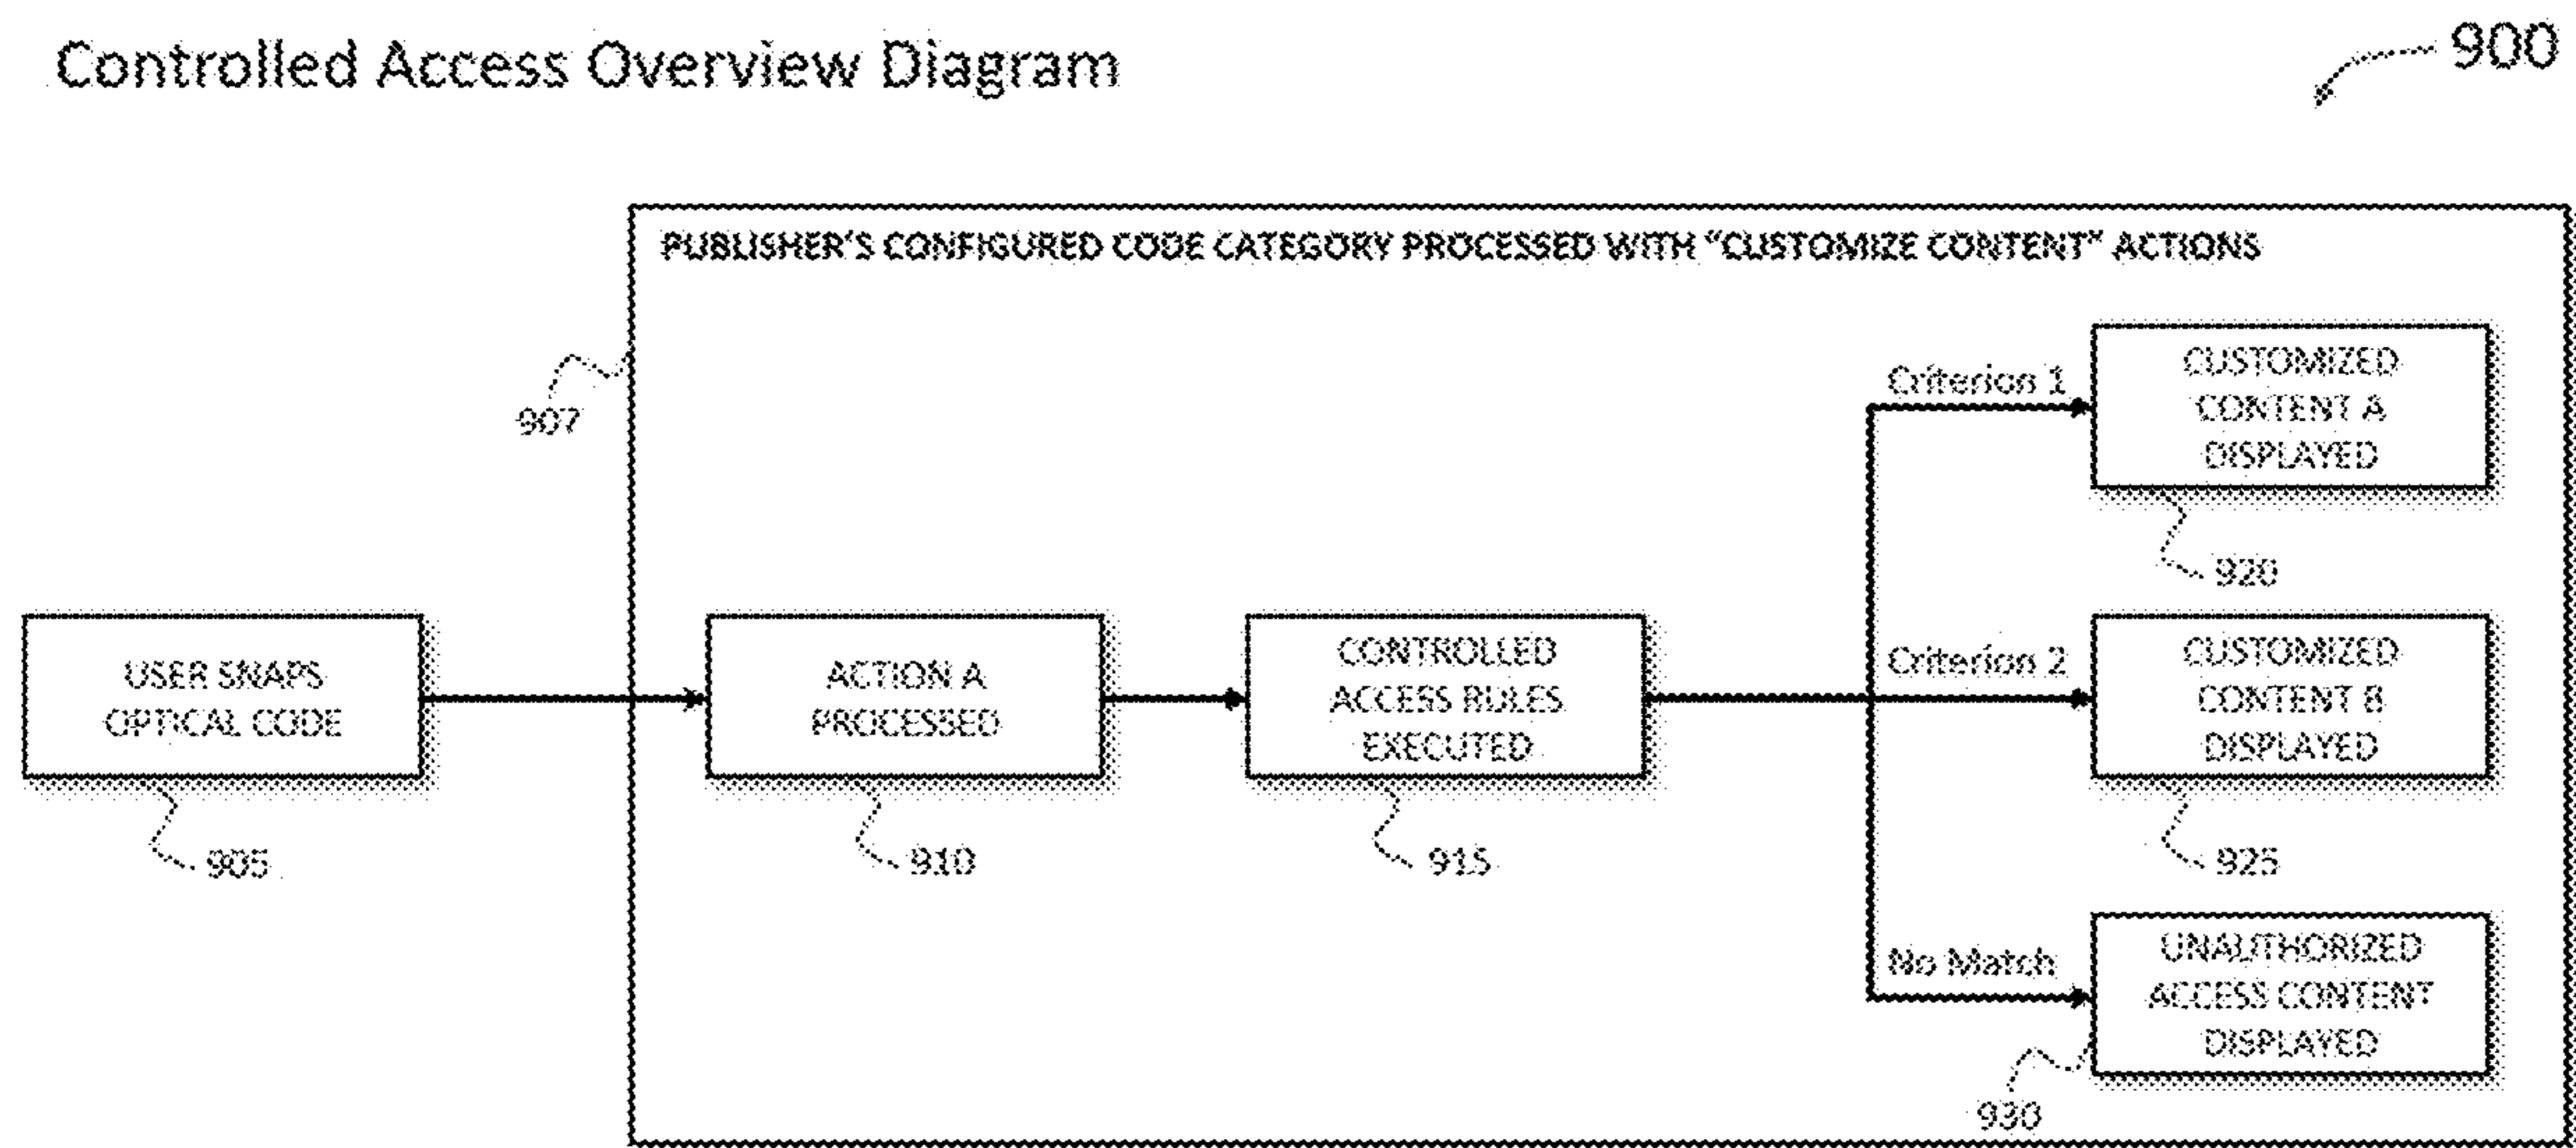 Controlled Access Overview Diagram
900
PUBLISHER'S CONFIGURED CODE CATEGORY PROCESSED WITH “CUSTOMIZE CONTENT” ACTIONS
907
USER SNAPS
OPTICAL CODE
905
ACTION A
PROCESSED
910
CONTROLLED
ACCESS RULES
EXECUTED
915
Criterion 1
CUSTOMIZED
CONTENT A
DISPLAYED
920
Criterion 2
CUSTOMIZED
CONTENT B
DISPLAYED
925
No Match
UNAUTHORIZED
ACCESS CONTENT
DISPLAYED
930